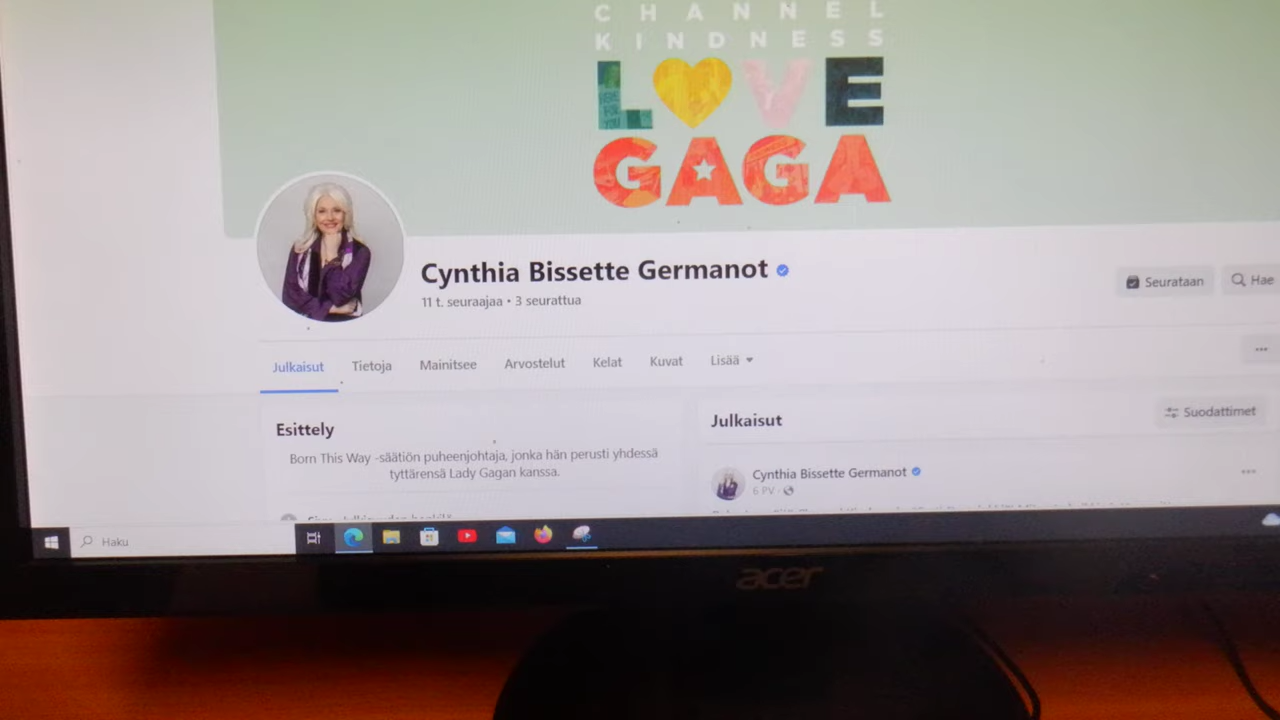 CHANNEL
KINDNESS
LOVE
GAGA
Cynthia Bissette Germanot
11 t. seuraajaa • 3 seurattua
Seurataan
Hae
Julkaisut
Tietoja
Mainitsee
Arvostelut
Kelat
Kuvat
Lisää
Esittely
Born This Way -säätiön puheenjohtaja, jonka hän perusti yhdessä
tyttärensä Lady Gagan kanssa.
Julkaisut
Suodattimet
Cynthia Bissette Germanot
6 PV ·
Haku
acer